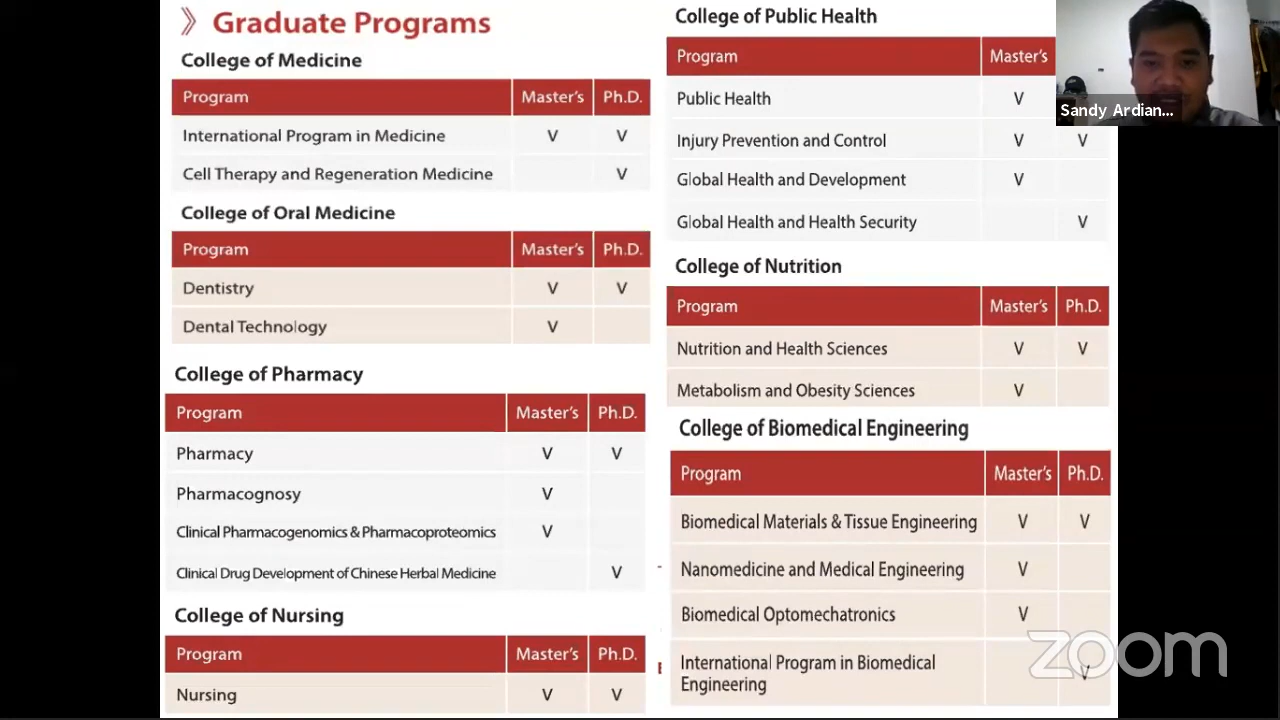 Graduate Programs
College of Medicine
Program Master's Ph.D.
International Program in Medicine V V
Cell Therapy and Regeneration Medicine V
College of Oral Medicine
Program Master's Ph.D.
Dentistry V V
Dental Technology V
College of Pharmacy
Program Master's Ph.D.
Pharmacy V V
Pharmacognosy V
Clinical Pharmacogenomics & Pharmacoproteomics V
Clinical Drug Development of Chinese Herbal Medicine V
College of Nursing
Program Master's Ph.D.
Nursing V V
College of Public Health
Program Master's
Public Health V
Injury Prevention and Control V V
Global Health and Development V
Global Health and Health Security V
College of Nutrition
Program Master's Ph.D.
Nutrition and Health Sciences V V
Metabolism and Obesity Sciences V
College of Biomedical Engineering
Program Master's Ph.D.
Biomedical Materials & Tissue Engineering V V
Nanomedicine and Medical Engineering V
Biomedical Optomechatronics V
International Program in Biomedical
Engineering V
Sandy Ardian...
zoom